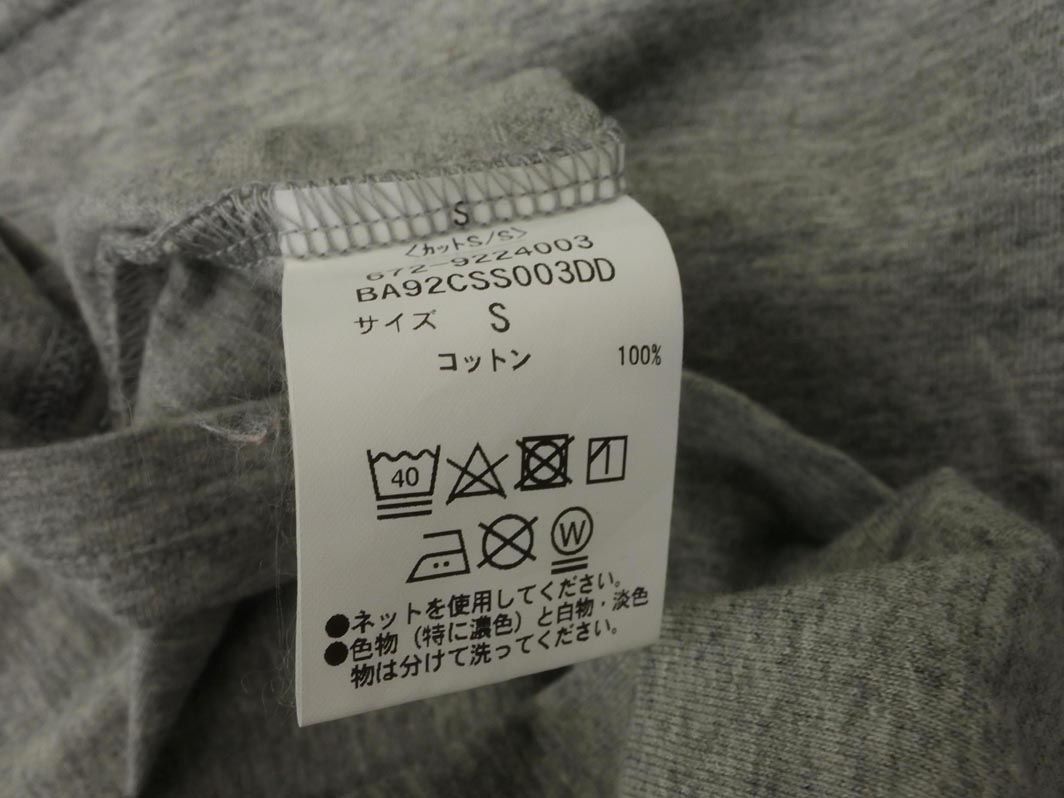 S
〈カットS/S〉
672-9224003
BA92CSS003DD
サイズ S
コットン 100%
40
W
●ネットを使用してください。
●色物（特に濃色）と白物・淡色
物は分けて洗ってください。